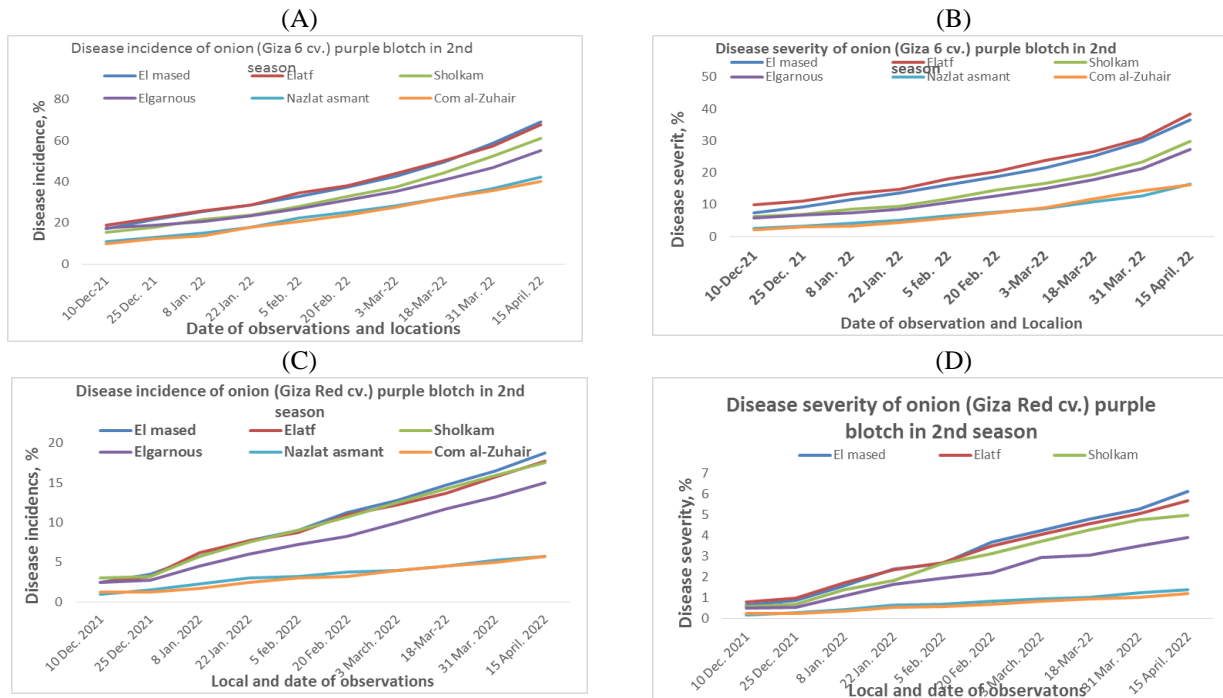 (A)
Disease incidence of onion (Giza 6 cv.) purple blotch in 2nd
season
El mased Elatf Sholkam
Elgarnous Nazlat asmant Com al-Zuhair
Disease incidence, %
80
60
40
20
0
10-Dec-21 25 Dec. 21 8 Jan. 22 22 Jan. 22 5 feb. 22 20 Feb. 22 3-Mar-22 18-Mar-22 31 Mar. 22 15 April. 22
Date of observations and locations
(B)
Disease severity of onion (Giza 6 cv.) purple blotch in 2nd
season
El mased Elatf Sholkam
Elgarnous Nazlat asmant Com al-Zuhair
Disease severit, %
50
40
30
20
10
0
10-Dec-21 25 Dec. 21 8 Jan. 22 22 Jan. 22 5 feb. 22 20 Feb. 22 3-Mar-22 18-Mar-22 31 Mar. 22 15 April. 22
Date of observation and Localion
(C)
Disease incidence of onion (Giza Red cv.) purple blotch in 2nd
season
El mased Elatf Sholkam
Elgarnous Nazlat asmant Com al-Zuhair
Disease incidencs, %
20
15
10
5
0
10 Dec. 2021 25 Dec. 2021 8 Jan. 2022 22 Jan. 2022 5 feb. 2022 20 Feb. 2022 3 March. 2022 18-Mar-22 31 Mar. 2022 15 April. 2022
Local and date of observations
(D)
Disease severity of onion (Giza Red cv.) purple
blotch in 2nd season
El mased Elatf Sholkam
Disease severity, %
7
6
5
4
3
2
1
0
10 Dec. 2021 25 Dec. 2021 8 Jan. 2022 22 Jan. 2022 5 feb. 2022 20 Feb. 2022 3 March. 2022 18-Mar-22 31 Mar. 2022 15 April. 2022
Local and date of observatons